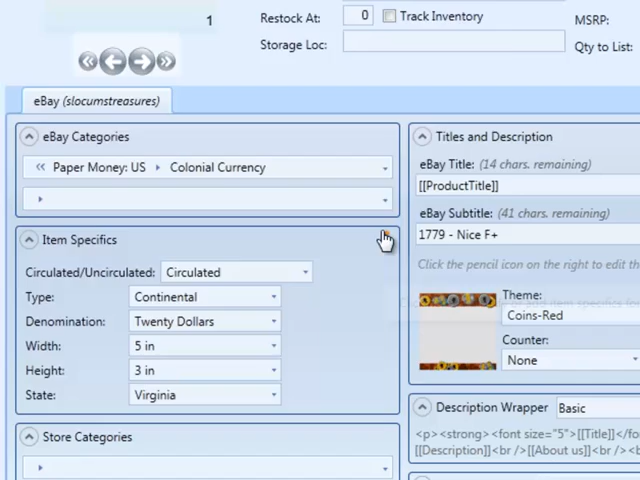 1
Restock At: 0 Track Inventory
MSRP:
Storage Loc:
Qty to List:
eBay (slocumstreasures)
eBay Categories
Paper Money: US Colonial Currency
Item Specifics
Circulated/Uncirculated: Circulated
Type: Continental
Denomination: Twenty Dollars
Width: 5 in
Height: 3 in
State: Virginia
Store Categories
Titles and Description
eBay Title: (14 chars. remaining)
[[ProductTitle]]
eBay Subtitle: (41 chars. remaining)
1779 - Nice F+
Click the pencil icon on the right to edit th
Theme:
Coins-Red
Counter:
None
Description Wrapper Basic
<p><strong><font size="5">[[Title]]</f
[[Description]]<br />[[About us]]<br /><b